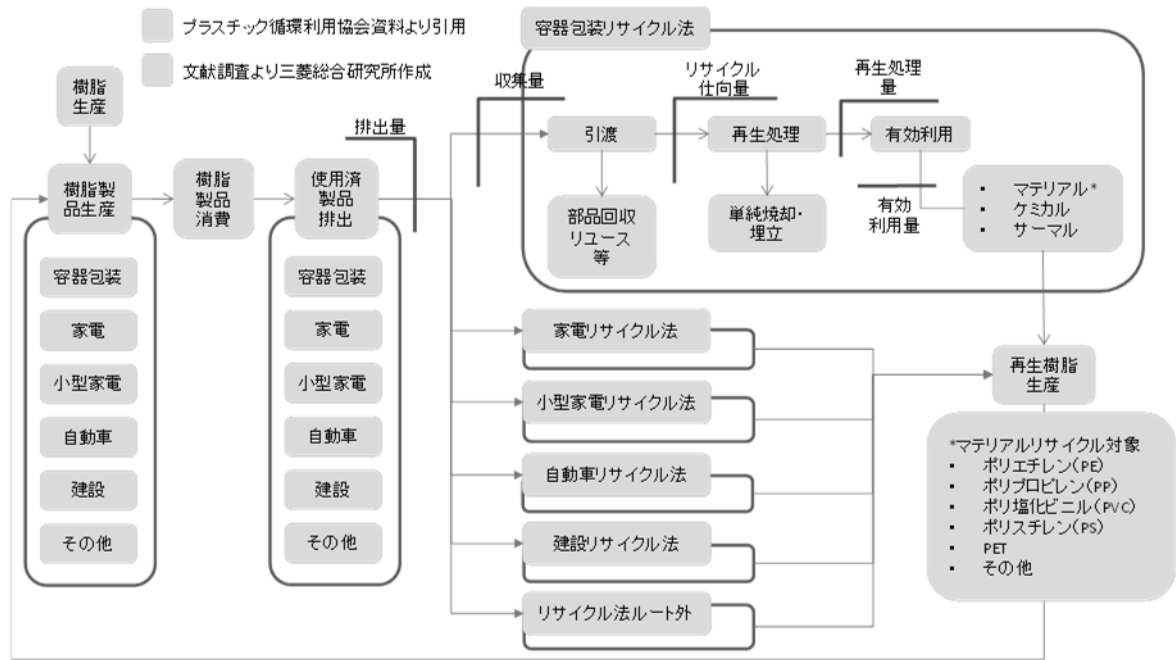 プラスチック循環利用協会資料より引用
文献調査より三菱総合研究所作成
樹脂
生産
樹脂製
品生産
樹脂
製品
消費
使用済
製品
排出
排出量
容器包装
家電
小型家電
自動車
建設
その他
容器包装
家電
小型家電
自動車
建設
その他
収集量
容器包装リサイクル法
リサイクル
仕向量
再生処理
量
引渡
再生処理
有効利用
部品回収
リユース
等
単純焼却・
埋立
有効
利用量
▪ マテリアル*
▪ ケミカル
▪ サーマル
家電リサイクル法
小型家電リサイクル法
自動車リサイクル法
建設リサイクル法
リサイクル法ルート外
再生樹脂
生産
*マテリアルリサイクル対象
▪ ポリエチレン(PE)
▪ ポリプロピレン(PP)
▪ ポリ塩化ビニル(PVC)
▪ ポリスチレン(PS)
▪ PET
▪ その他